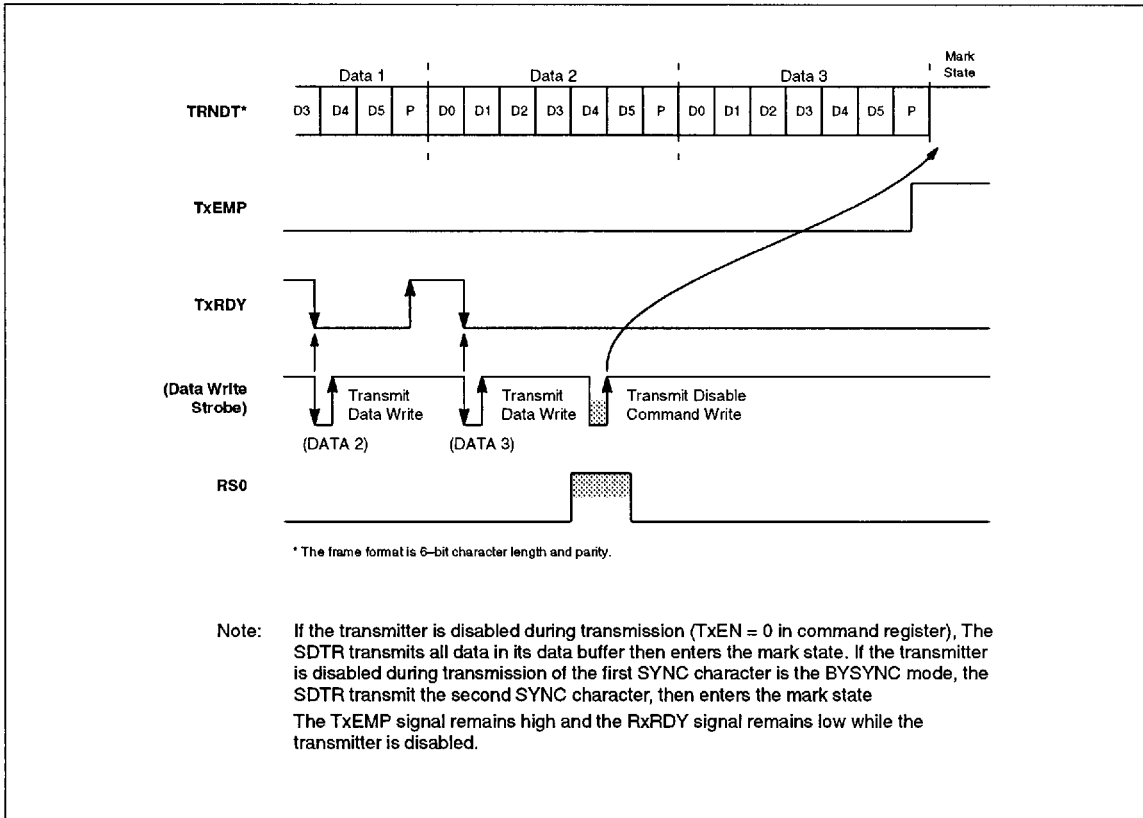 Mark
State
Data 1 Data 2 Data 3
TRNDT*
D3 D4 D5 P D0 D1 D2 D3 D4 D5 P D0 D1 D2 D3 D4 D5 P
TxEMP
TxRDY
(Data Write
Strobe)
Transmit
Data Write
Transmit
Data Write
Transmit Disable
Command Write
(DATA 2) (DATA 3)
RS0
* The frame format is 6–bit character length and parity.
Note: If the transmitter is disabled during transmission (TxEN = 0 in command register), The
SDTR transmits all data in its data buffer then enters the mark state. If the transmitter
is disabled during transmission of the first SYNC character is the BYSYNC mode, the
SDTR transmit the second SYNC character, then enters the mark state
The TxEMP signal remains high and the RxRDY signal remains low while the
transmitter is disabled.